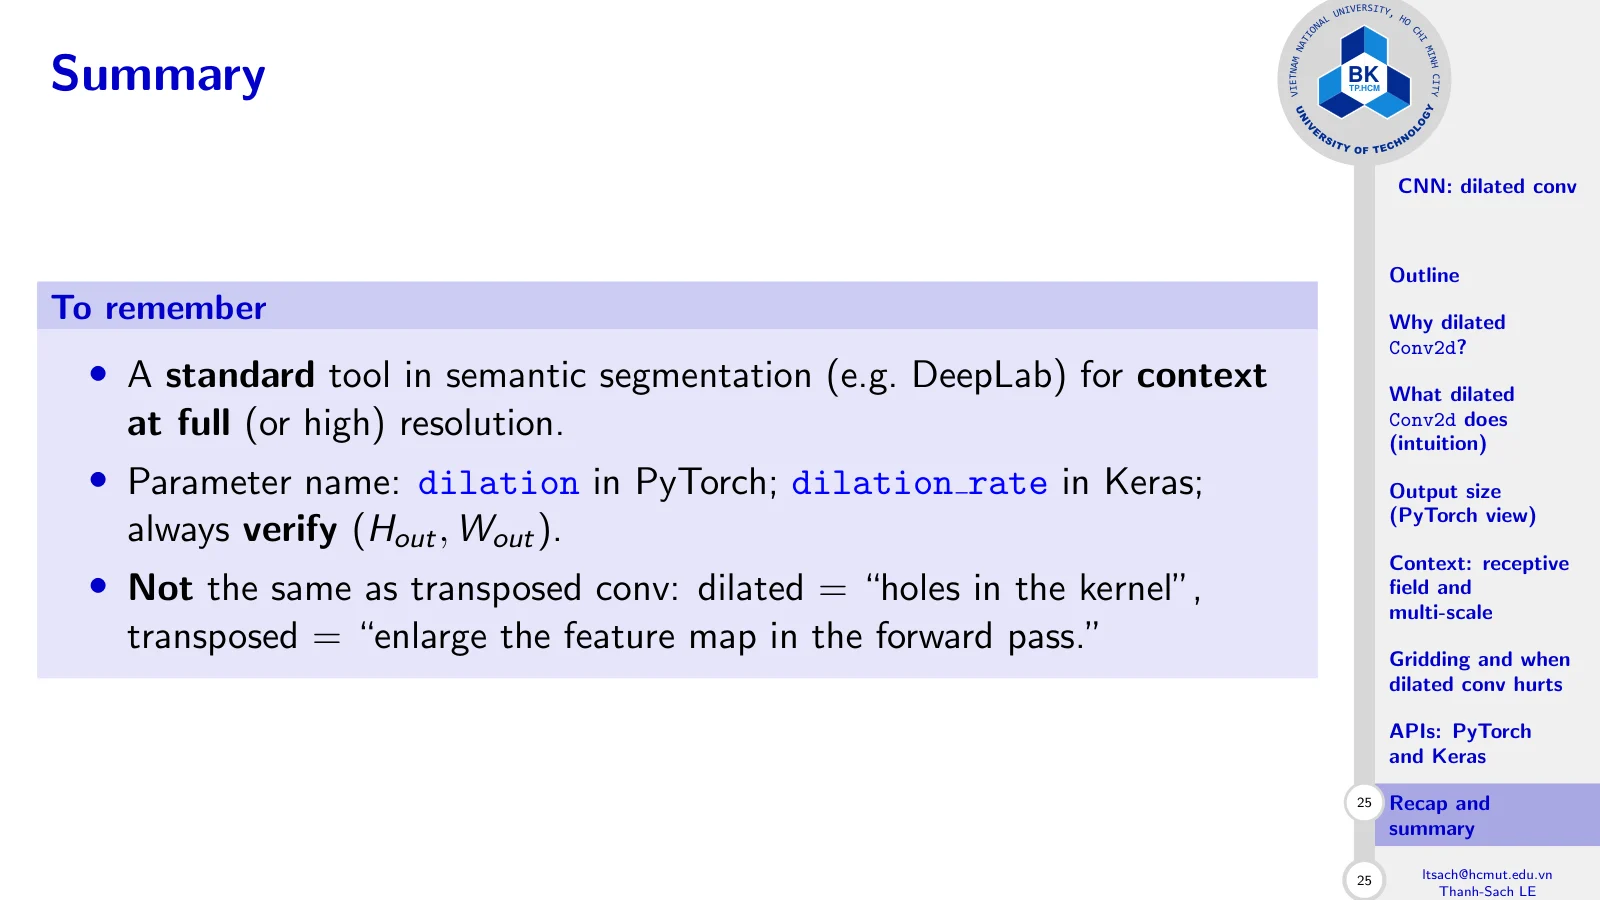 Summary
To remember
• A standard tool in semantic segmentation (e.g. DeepLab) for context
at full (or high) resolution.
• Parameter name: dilation in PyTorch; dilation_rate in Keras;
always verify (H_out, W_out).
• Not the same as transposed conv: dilated = “holes in the kernel”,
transposed = “enlarge the feature map in the forward pass.”
VIETNAM NATIONAL UNIVERSITY, HO CHI MINH CITY
BK
TP.HCM
UNIVERSITY OF TECHNOLOGY
CNN: dilated conv
Outline
Why dilated
Conv2d?
What dilated
Conv2d does
(intuition)
Output size
(PyTorch view)
Context: receptive
field and
multi-scale
Gridding and when
dilated conv hurts
APIs: PyTorch
and Keras
25
Recap and
summary
25
ltsach@hcmut.edu.vn
Thanh-Sach LE